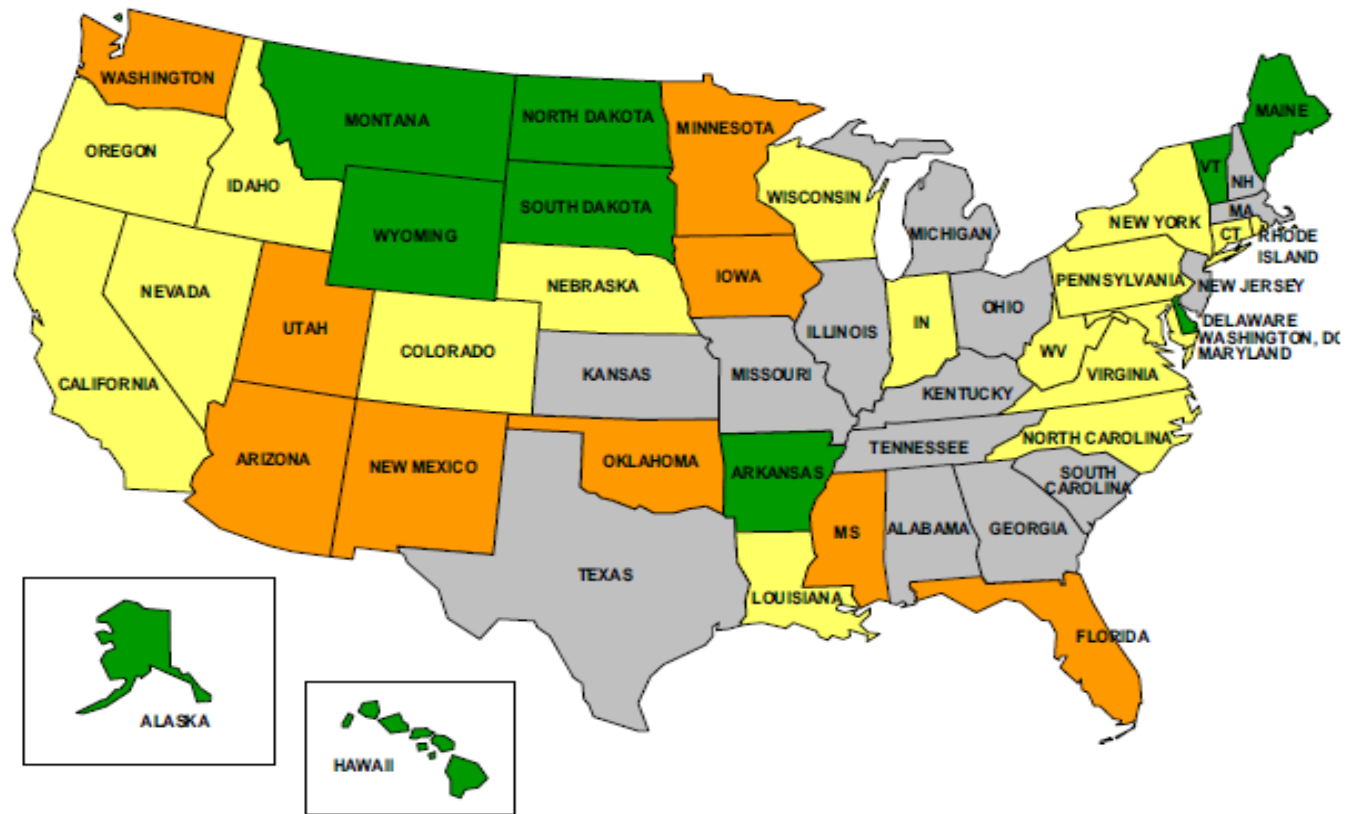 WASHINGTON
MONTANA
NORTH DAKOTA
MINNESOTA
MAINE
OREGON
IDAHO
VT
NH
WISCONSIN
SOUTH DAKOTA
MA
NEW YORK
WYOMING
MICHIGAN
CT
RHODE
ISLAND
IOWA
NEBRASKA
PENNSYLVANIA
NEW JERSEY
NEVADA
OHIO
UTAH
ILLINOIS
IN
DELAWARE
WASHINGTON, DC
COLORADO
WV
MARYLAND
KANSAS
MISSOURI
VIRGINIA
CALIFORNIA
KENTUCKY
NORTH CAROLINA
TENNESSEE
ARIZONA
NEW MEXICO
OKLAHOMA
ARKANSAS
SOUTH
CAROLINA
MS
ALABAMA
GEORGIA
TEXAS
LOUISIANA
FLORIDA
ALASKA
HAWAII